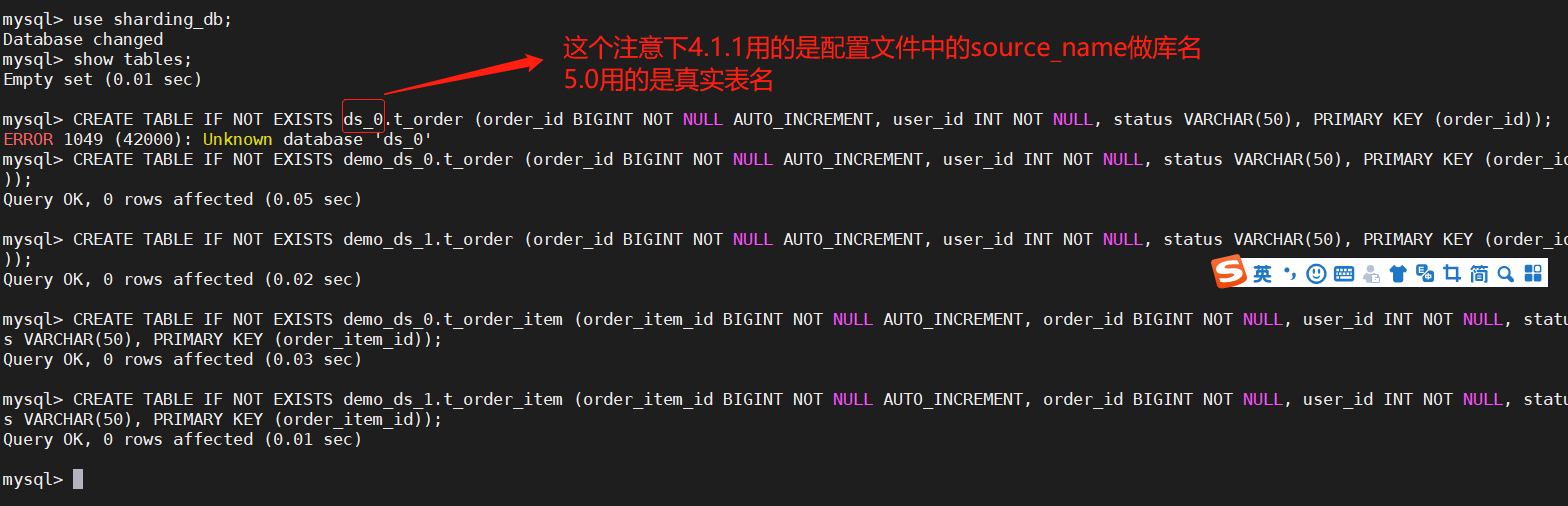 mysql> use sharding_db;
Database changed
mysql> show tables;
Empty set (0.01 sec)
这个注意下4.1.1用的是配置文件中的source_name做库名
5.0用的是真实表名
mysql> CREATE TABLE IF NOT EXISTS ds_0.t_order (order_id BIGINT NOT NULL AUTO_INCREMENT, user_id INT NOT NULL, status VARCHAR(50), PRIMARY KEY (order_id));
ERROR 1049 (42000): Unknown database 'ds_0'
mysql> CREATE TABLE IF NOT EXISTS demo_ds_0.t_order (order_id BIGINT NOT NULL AUTO_INCREMENT, user_id INT NOT NULL, status VARCHAR(50), PRIMARY KEY (order_id
));
Query OK, 0 rows affected (0.05 sec)
mysql> CREATE TABLE IF NOT EXISTS demo_ds_1.t_order (order_id BIGINT NOT NULL AUTO_INCREMENT, user_id INT NOT NULL, status VARCHAR(50), PRIMARY KEY (order_id
));
Query OK, 0 rows affected (0.02 sec)
英 简
mysql> CREATE TABLE IF NOT EXISTS demo_ds_0.t_order_item (order_item_id BIGINT NOT NULL AUTO_INCREMENT, order_id BIGINT NOT NULL, user_id INT NOT NULL, statu
s VARCHAR(50), PRIMARY KEY (order_item_id));
Query OK, 0 rows affected (0.03 sec)
mysql> CREATE TABLE IF NOT EXISTS demo_ds_1.t_order_item (order_item_id BIGINT NOT NULL AUTO_INCREMENT, order_id BIGINT NOT NULL, user_id INT NOT NULL, statu
s VARCHAR(50), PRIMARY KEY (order_item_id));
Query OK, 0 rows affected (0.01 sec)
mysql>